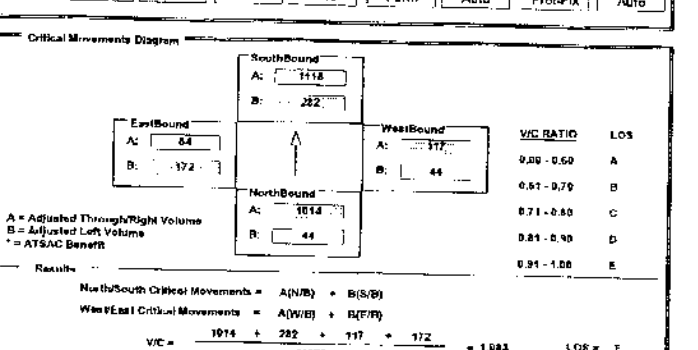 Auto
Prot-Fix
Auto
Critical Movements Diagram
SouthBound
A: 1118
B: 282
EastBound
A: 84
B: 172
WestBound
A: 117
B: 44
NorthBound
A: 1014
B: 44
A = Adjusted Through/Right Volume
B = Adjusted Left Volume
* = ATSAC Benefit
V/C RATIO LOS
0.00 - 0.60 A
0.61 - 0.70 B
0.71 - 0.80 C
0.81 - 0.90 D
0.91 - 1.00 E
Results
North/South Critical Movements = A(N/B) + B(S/B)
West/East Critical Movements = A(W/B) + B(E/B)
V/C = 1014 + 282 + 117 + 172 =
LOS =